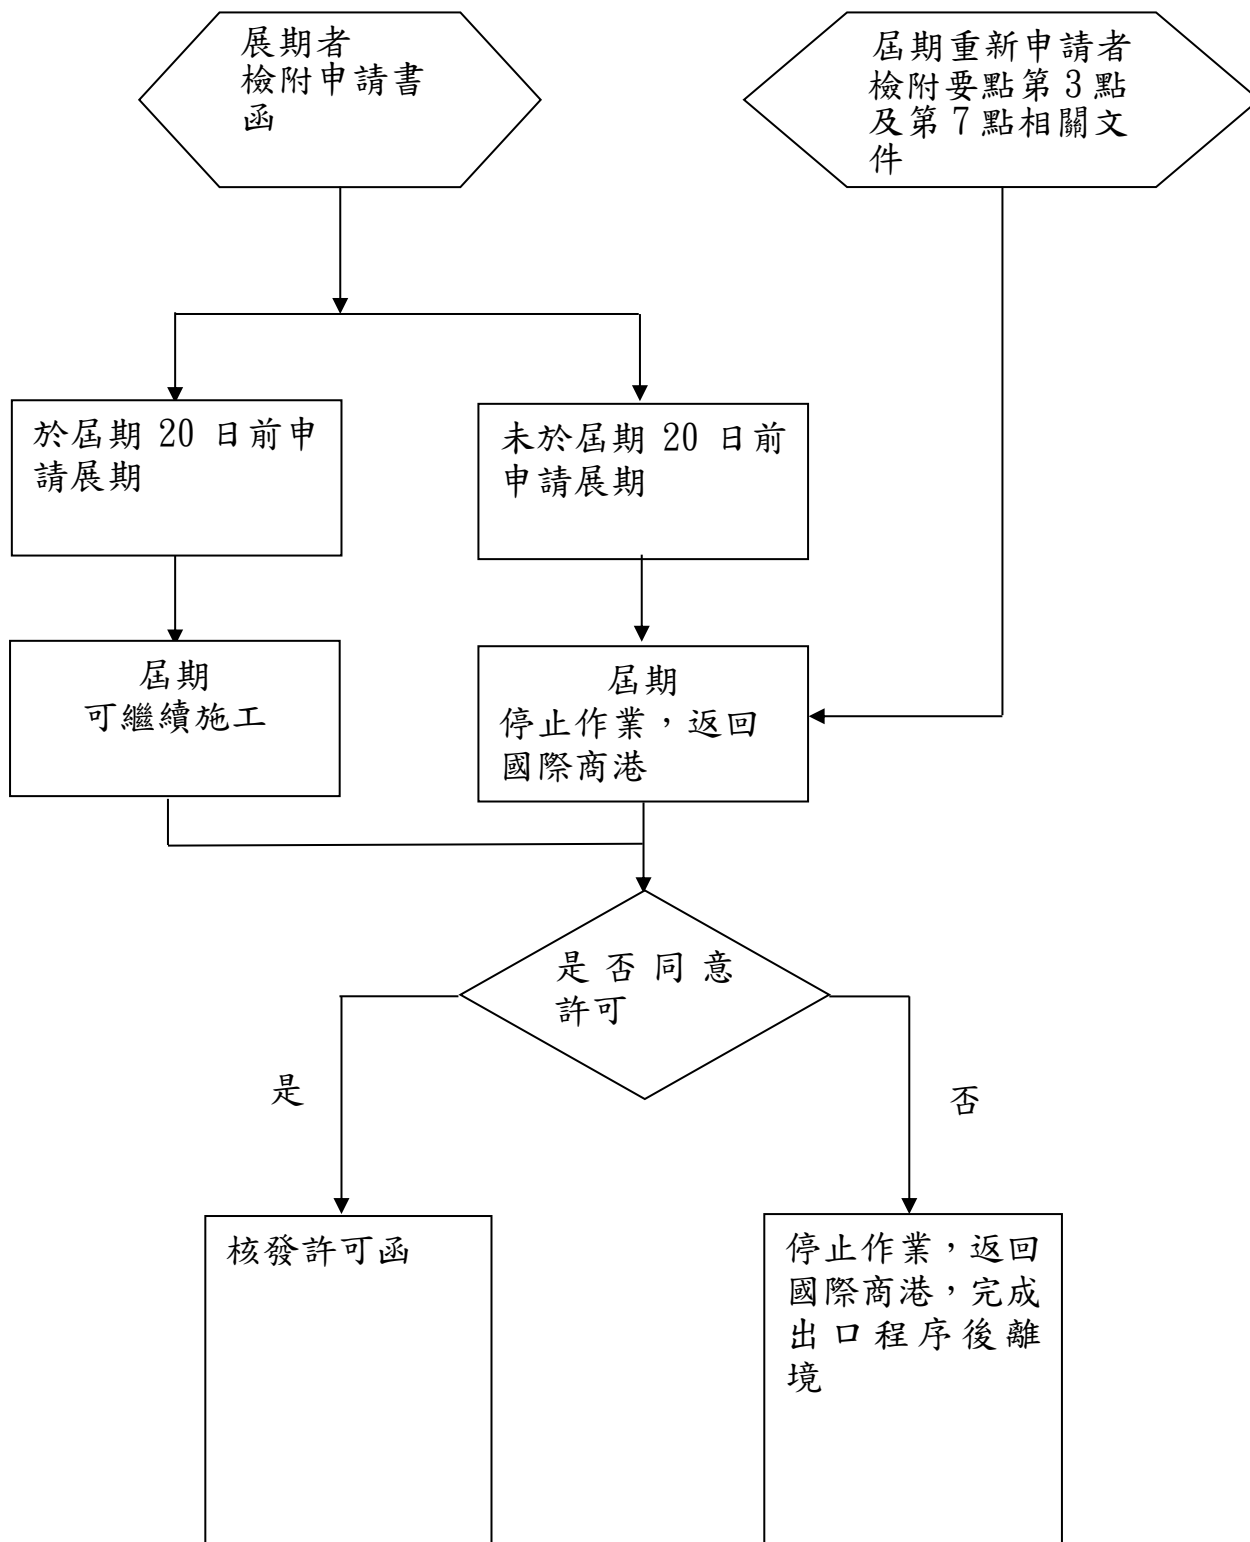 展期者
檢附申請書
函
屆期重新申請者
檢附要點第 3 點
及第 7 點相關文
件
於屆期 20 日前申
請展期
未於屆期 20 日前
申請展期
屆期
可繼續施工
屆期
停止作業，返回
國際商港
是否同意
許可
是
否
核發許可函
停止作業，返回
國際商港，完成
出口程序後離
境